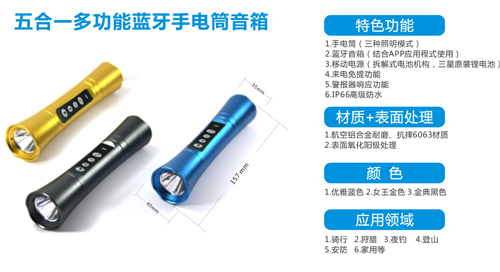 五合一多功能蓝牙手电筒音箱
35mm
157 mm
40mm
特色功能
1.手电筒（三种照明模式）
2.蓝牙音箱（结合APP应用程式使用）
3.移动电源（拆解式电池机构，三星原装锂电池）
4.来电免提功能
5.警报器响应功能
6.IP66高级防水
材质+表面处理
1.航空铝合金耐磨、抗摔6063材质
2.表面氧化阳极处理
颜 色
1.优雅蓝色 2.女王金色 3.金典黑色
应用领域
1.骑行 2.狩猎 3.夜钓 4.登山
5.安防 6.家用等